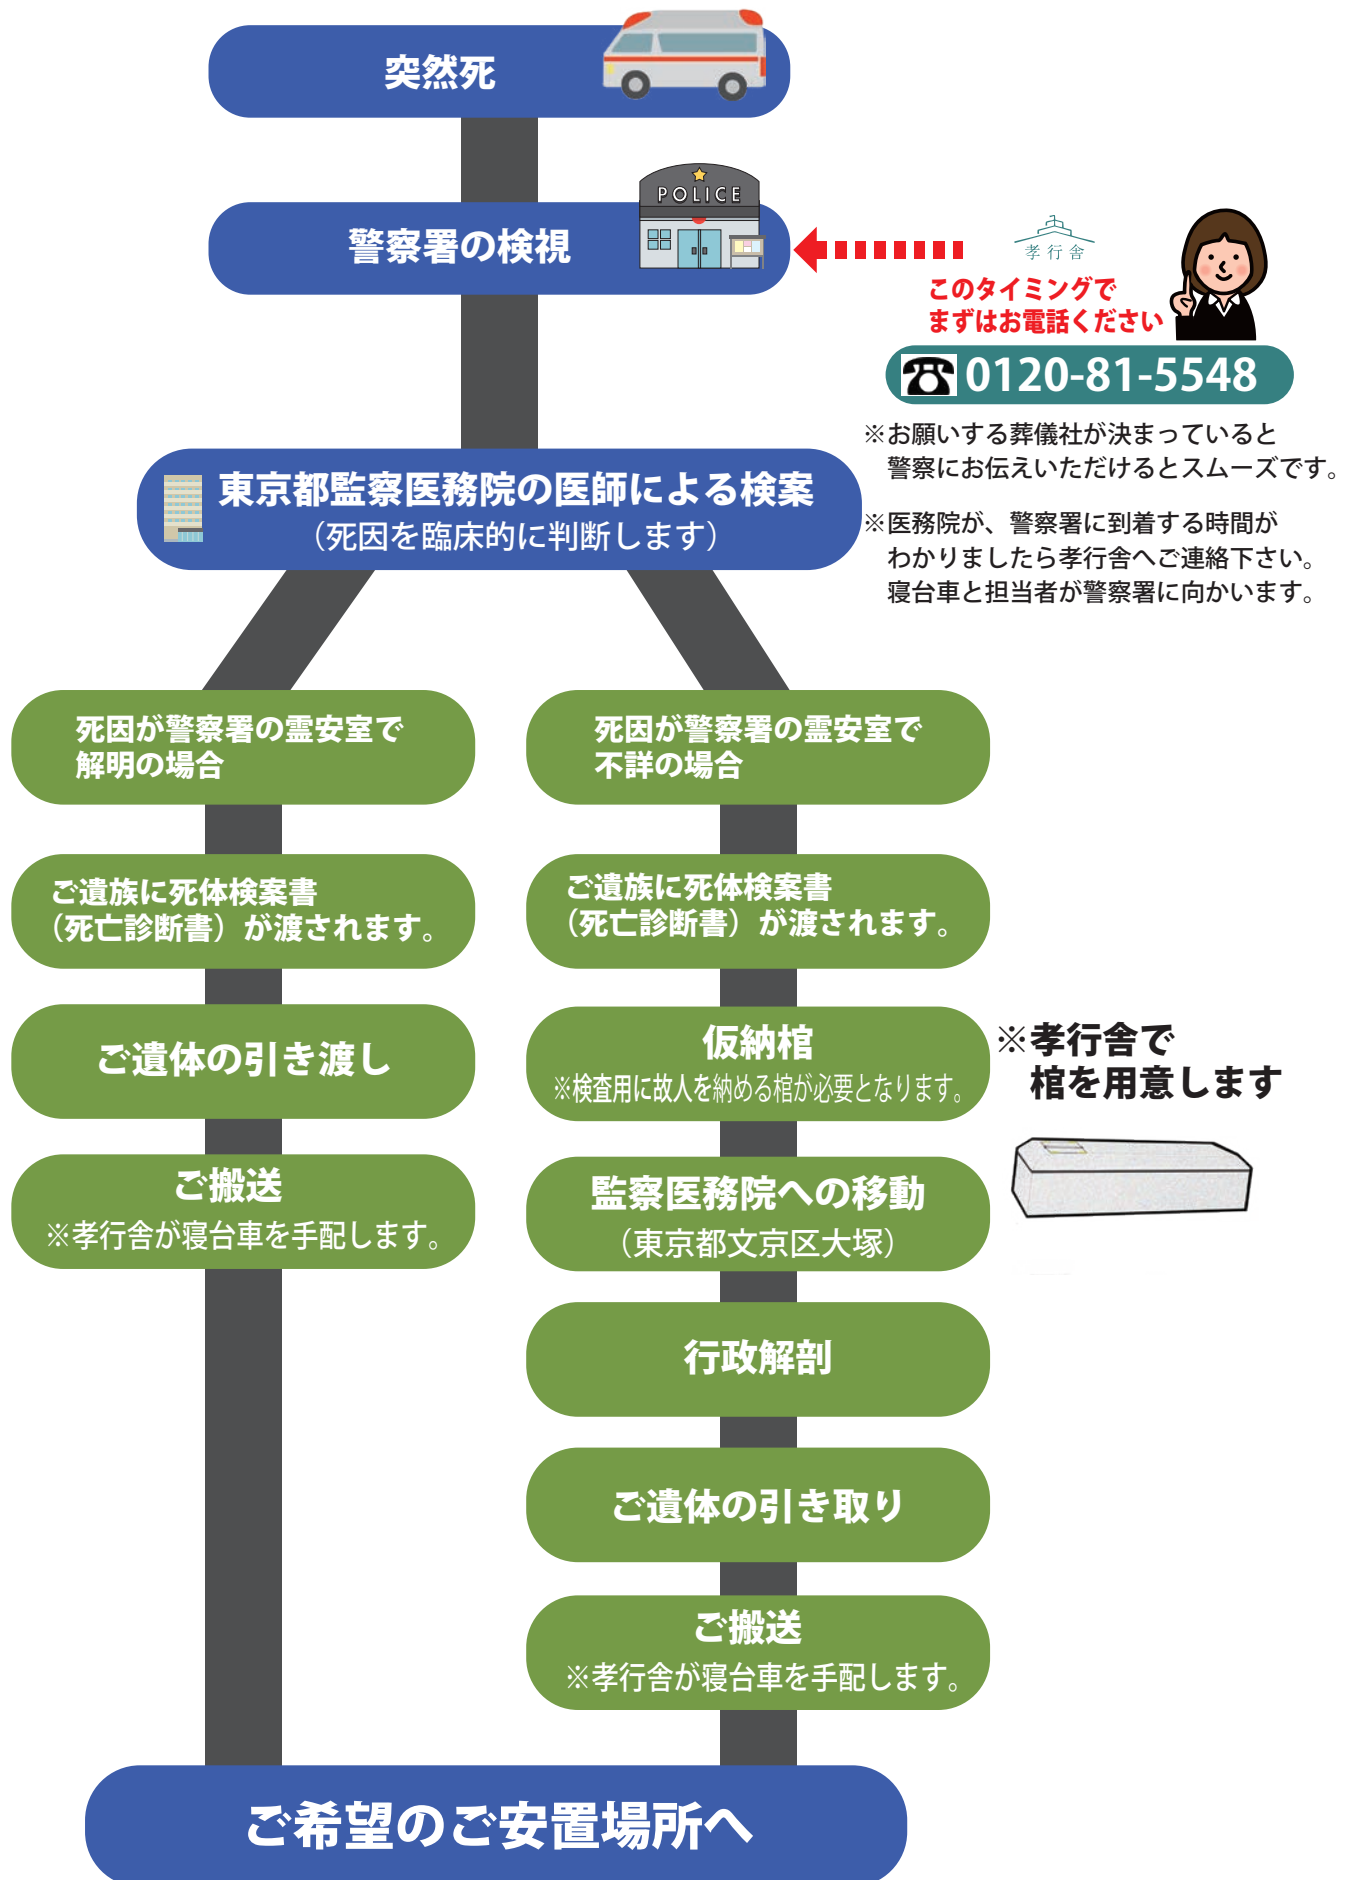 突然死
POLICE
警察署の検視
孝行舎
このタイミングで
まずはお電話ください
0120-81-5548
※お願いする葬儀社が決まっていると
警察にお伝えいただけるとスムーズです。
※医務院が、警察署に到着する時間が
わかりましたら孝行舎へご連絡下さい。
寝台車と担当者が警察署に向かいます。
東京都監察医務院の医師による検案
（死因を臨床的に判断します）
死因が警察署の霊安室で
解明の場合
ご遺族に死体検案書
（死亡診断書）が渡されます。
ご遺体の引き渡し
ご搬送
※孝行舎が寝台車を手配します。
死因が警察署の霊安室で
不詳の場合
ご遺族に死体検案書
（死亡診断書）が渡されます。
仮納棺
※検査用に故人を納める棺が必要となります。
※孝行舎で
棺を用意します
監察医務院への移動
（東京都文京区大塚）
行政解剖
ご遺体の引き取り
ご搬送
※孝行舎が寝台車を手配します。
ご希望のご安置場所へ